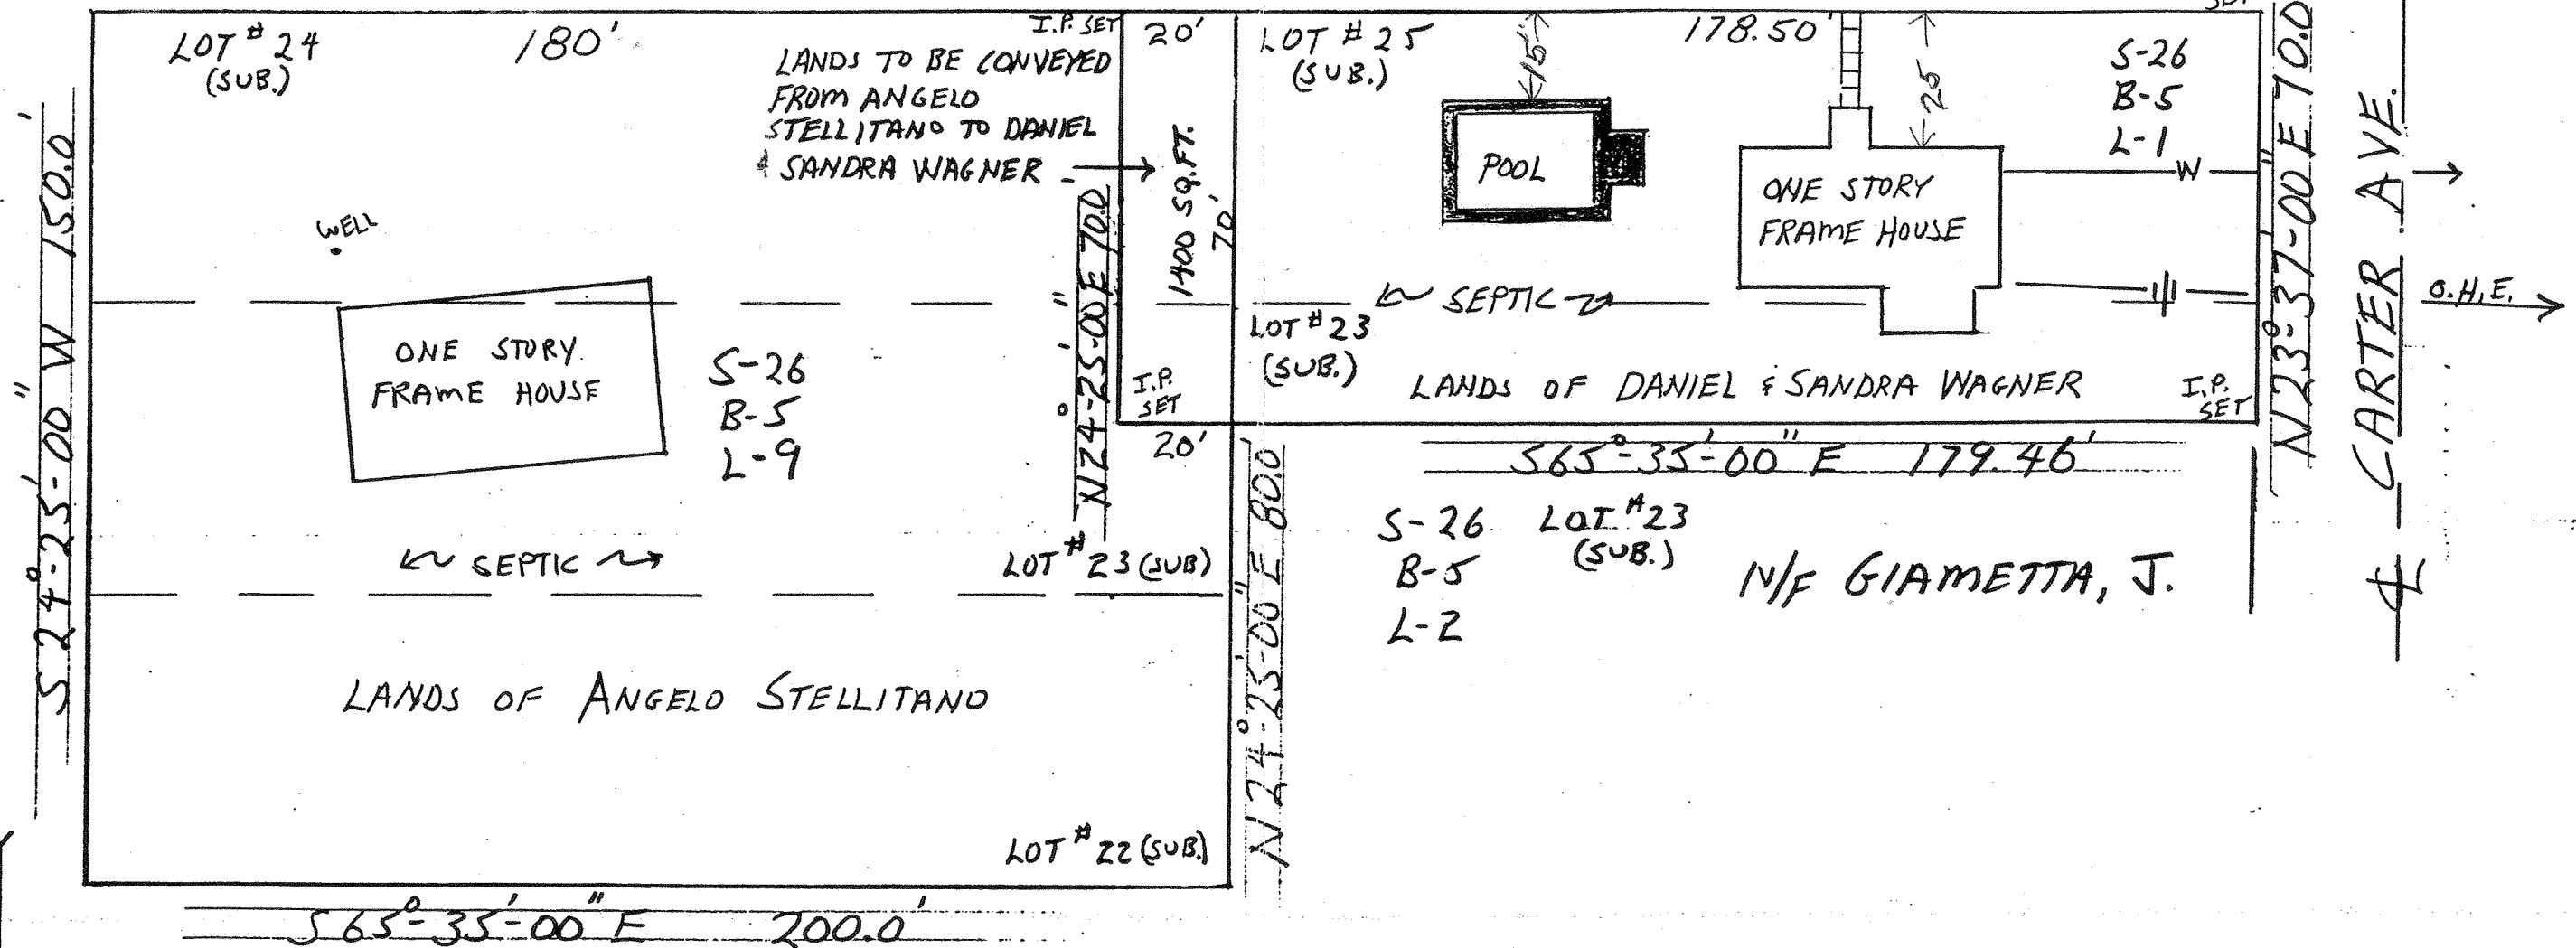 LOT # 24
(SUB.)
180'
I.P. SET
LANDS TO BE CONVEYED
FROM ANGELO
STELLITANO TO DANIEL
& SANDRA WAGNER
20'
1400 SQ.FT.
70'
LOT # 25
(SUB.)
15'
178.50'
25'
S-26
B-5
L-1
POOL
ONE STORY
FRAME HOUSE
W
N 23°-37'-00" E 70.0
CARTER AVE.
O.H.E.
S 24°-25'-00" W 150.0'
WELL
ONE STORY
FRAME HOUSE
S-26
B-5
L-9
N 24°-25'-00" E 70.0
I.P.
SET
20'
SEPTIC
LOT # 23
(SUB.)
LANDS OF DANIEL & SANDRA WAGNER
I.P.
SET
S65°-35'-00" E 179.46'
SEPTIC
LOT # 23 (SUB)
N 24°-25'-00" E 80.0
S-26
B-5
L-2
LOT #23
(SUB.)
N/F GIAMETTA, J.
℄
LANDS OF ANGELO STELLITANO
LOT # 22 (SUB.)
S 65°-35'-00" E 200.0'